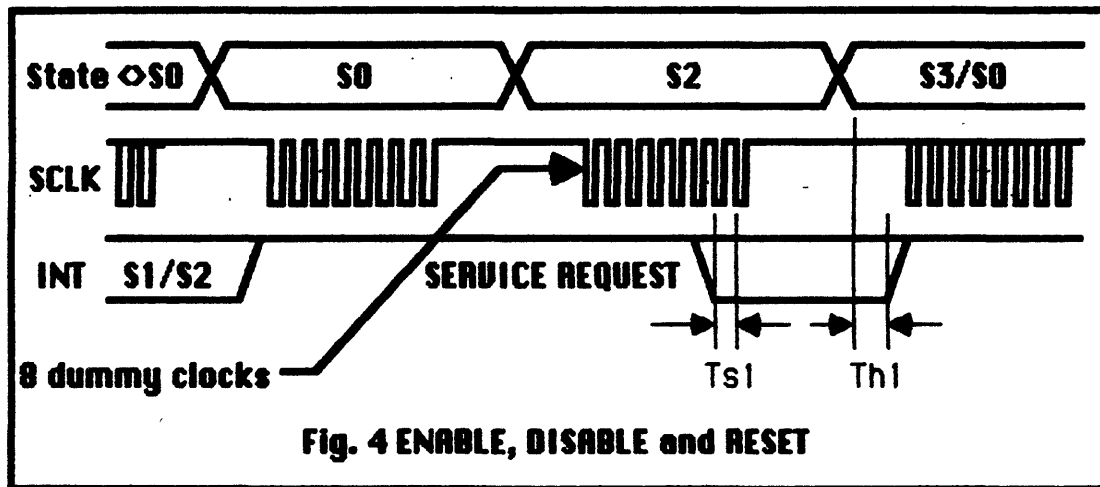 State <>S0 S0 S2 S3/S0
SCLK
INT S1/S2 SERVICE REQUEST
8 dummy clocks Ts1 Th1
Fig. 4 ENABLE, DISABLE and RESET